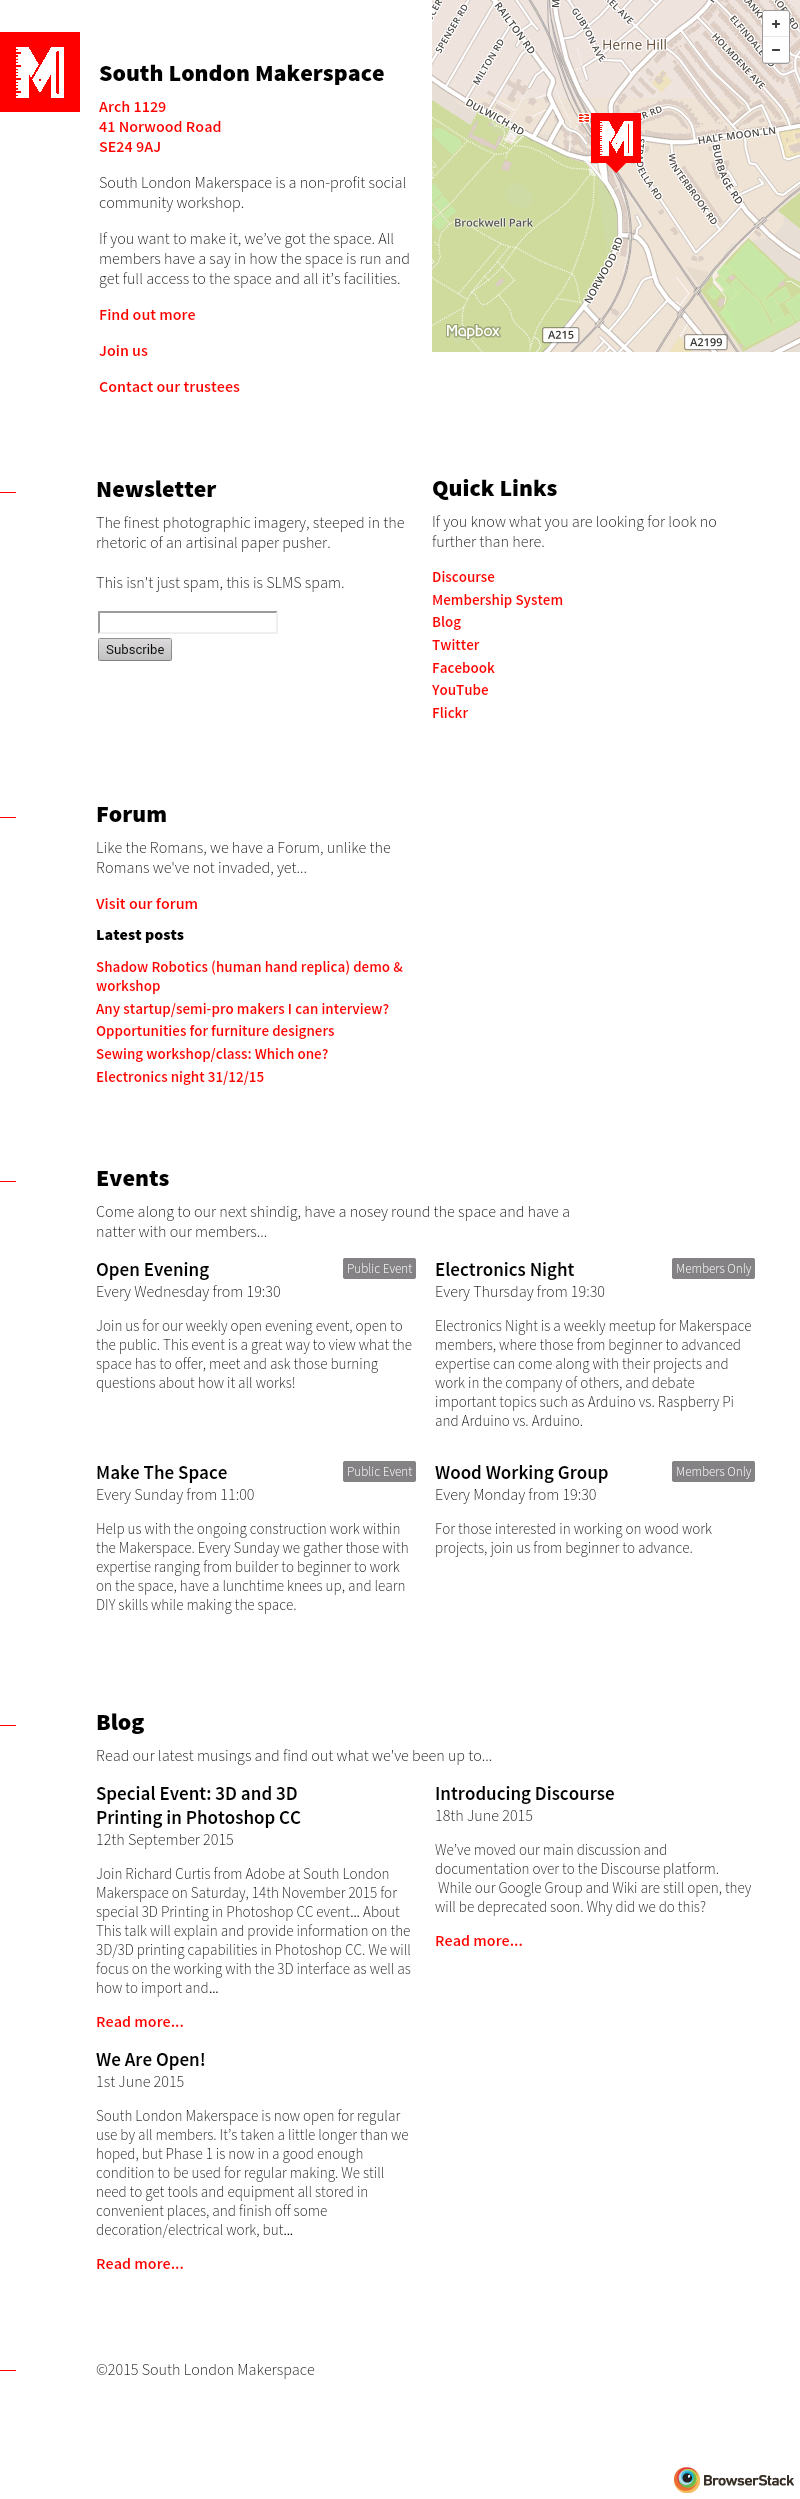 South London Makerspace
Arch 1129
41 Norwood Road
SE24 9AJ
South London Makerspace is a non-profit social
community workshop.
If you want to make it, we’ve got the space. All
members have a say in how the space is run and
get full access to the space and all it’s facilities.
Find out more
Join us
Contact our trustees
SPENSER RD
MILTON RD
RAILTON RD
GUBYON AVE
Herne Hill
ELFINDALE
HOLMDENE AVE
DULWICH RD
HALF MOON LN
BURBAGE RD
WINTERBROOK RD
Brockwell Park
NORWOOD RD
Mapbox
A215
A2199
+
−
Newsletter
The finest photographic imagery, steeped in the
rhetoric of an artisinal paper pusher.
This isn't just spam, this is SLMS spam.
Subscribe
Quick Links
If you know what you are looking for look no
further than here.
Discourse
Membership System
Blog
Twitter
Facebook
YouTube
Flickr
Forum
Like the Romans, we have a Forum, unlike the
Romans we've not invaded, yet...
Visit our forum
Latest posts
Shadow Robotics (human hand replica) demo &
workshop
Any startup/semi-pro makers I can interview?
Opportunities for furniture designers
Sewing workshop/class: Which one?
Electronics night 31/12/15
Events
Come along to our next shindig, have a nosey round the space and have a
natter with our members...
Open Evening
Public Event
Every Wednesday from 19:30
Join us for our weekly open evening event, open to
the public. This event is a great way to view what the
space has to offer, meet and ask those burning
questions about how it all works!
Electronics Night
Members Only
Every Thursday from 19:30
Electronics Night is a weekly meetup for Makerspace
members, where those from beginner to advanced
expertise can come along with their projects and
work in the company of others, and debate
important topics such as Arduino vs. Raspberry Pi
and Arduino vs. Arduino.
Make The Space
Public Event
Every Sunday from 11:00
Help us with the ongoing construction work within
the Makerspace. Every Sunday we gather those with
expertise ranging from builder to beginner to work
on the space, have a lunchtime knees up, and learn
DIY skills while making the space.
Wood Working Group
Members Only
Every Monday from 19:30
For those interested in working on wood work
projects, join us from beginner to advance.
Blog
Read our latest musings and find out what we've been up to...
Special Event: 3D and 3D
Printing in Photoshop CC
12th September 2015
Join Richard Curtis from Adobe at South London
Makerspace on Saturday, 14th November 2015 for
special 3D Printing in Photoshop CC event... About
This talk will explain and provide information on the
3D/3D printing capabilities in Photoshop CC. We will
focus on the working with the 3D interface as well as
how to import and...
Read more...
Introducing Discourse
18th June 2015
We’ve moved our main discussion and
documentation over to the Discourse platform.
While our Google Group and Wiki are still open, they
will be deprecated soon. Why did we do this?
Read more...
We Are Open!
1st June 2015
South London Makerspace is now open for regular
use by all members. It’s taken a little longer than we
hoped, but Phase 1 is now in a good enough
condition to be used for regular making. We still
need to get tools and equipment all stored in
convenient places, and finish off some
decoration/electrical work, but...
Read more...
©2015 South London Makerspace
BrowserStack